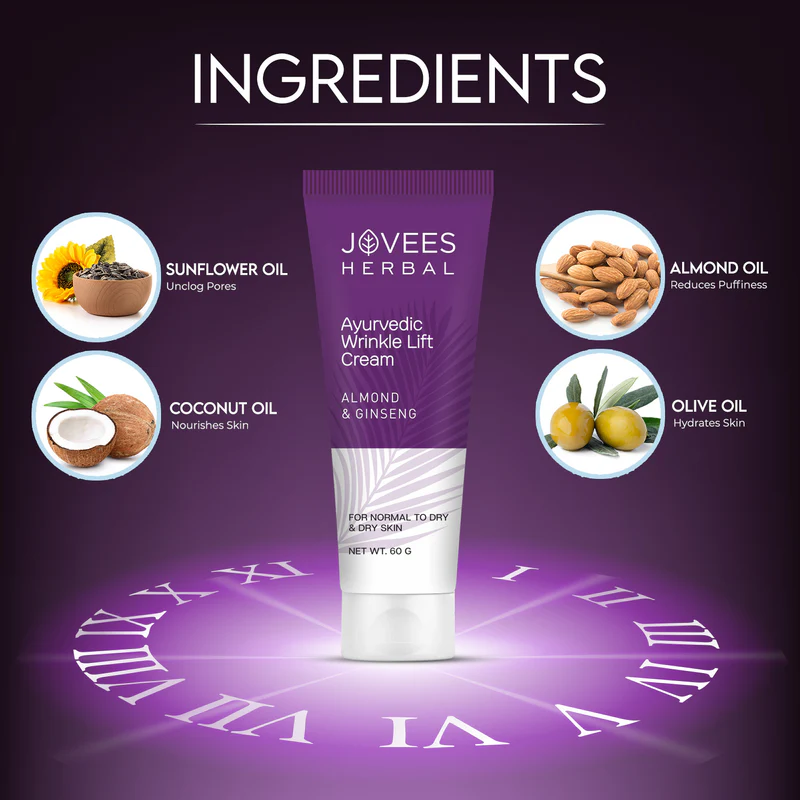 INGREDIENTS
JOVEES
HERBAL
Ayurvedic
Wrinkle Lift
Cream
ALMOND
& GINSENG
FOR NORMAL TO DRY
& DRY SKIN
NET WT. 60 G
SUNFLOWER OIL
Unclog Pores
COCONUT OIL
Nourishes Skin
ALMOND OIL
Reduces Puffiness
OLIVE OIL
Hydrates Skin
XI
I
X
II
IX
III
VIII
IV
VII
V
VI